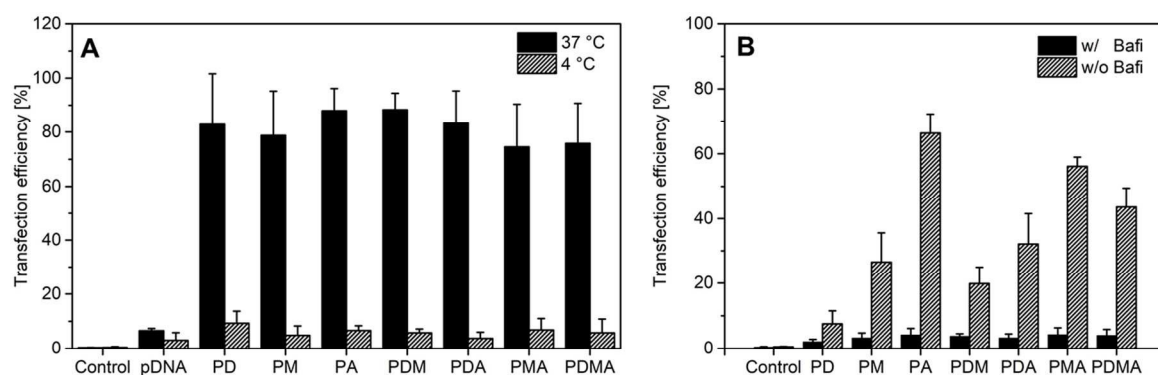 A
Transfection efficiency [%]
120
100
80
60
40
20
0
37 °C
4 °C
Control pDNA PD PM PA PDM PDA PMA PDMA
B
Transfection efficiency [%]
100
80
60
40
20
0
w/ Bafi
w/o Bafi
Control PD PM PA PDM PDA PMA PDMA